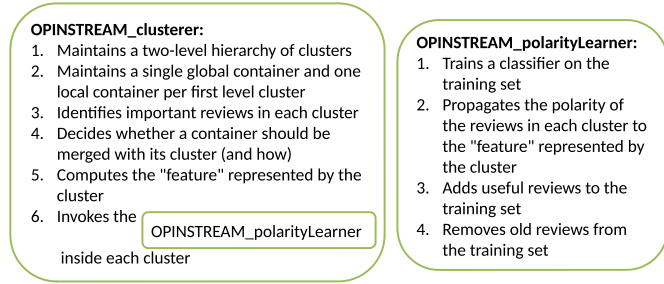 OPINSTREAM_clusterer:
1. Maintains a two-level hierarchy of clusters
2. Maintains a single global container and one
local container per first level cluster
3. Identifies important reviews in each cluster
4. Decides whether a container should be
merged with its cluster (and how)
5. Computes the "feature" represented by the
cluster
6. Invokes the OPINSTREAM_polarityLearner
inside each cluster
OPINSTREAM_polarityLearner:
1. Trains a classifier on the
training set
2. Propagates the polarity of
the reviews in each cluster to
the "feature" represented by
the cluster
3. Adds useful reviews to the
training set
4. Removes old reviews from
the training set